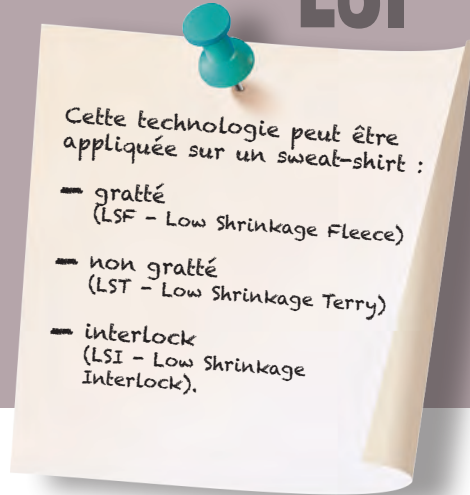 Cette technologie peut être
appliquée sur un sweat-shirt :
– gratté
(LSF - Low Shrinkage Fleece)
– non gratté
(LST - Low Shrinkage Terry)
– interlock
(LSI - Low Shrinkage
Interlock).